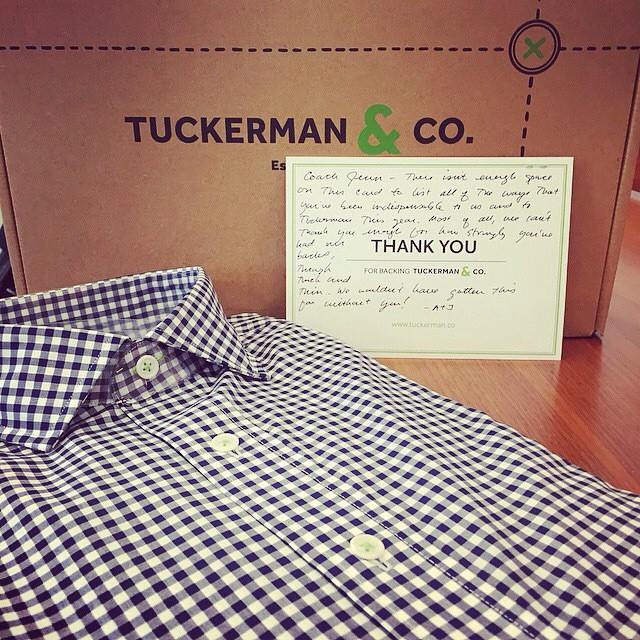 TUCKERMAN & CO.
Es
Coach Jenn - There isn't enough space
on this card to list all of the ways that
you've been indispensable to us and to
Tuckerman this year. Most of all, we can't
thank you enough for how strongly you've
had our
backs,
THANK YOU
through
thick and
FOR BACKING TUCKERMAN & CO.
thin. We wouldn't have gotten this
far without you! -A+J
www.tuckerman.co